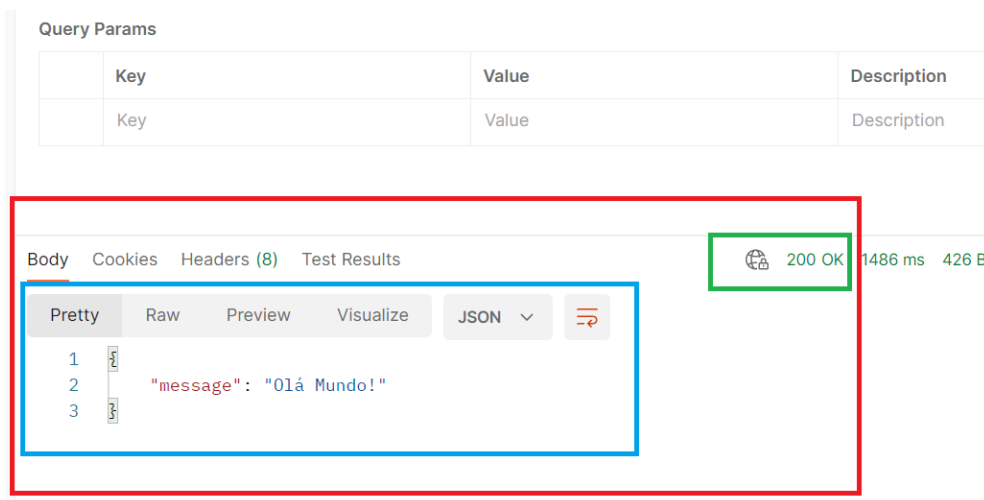 Query Params
Key Value Description
Key Value Description
Body Cookies Headers (8) Test Results 200 OK 1486 ms 426 B
Pretty Raw Preview Visualize JSON
1 {
2 "message": "Olá Mundo!"
3 }